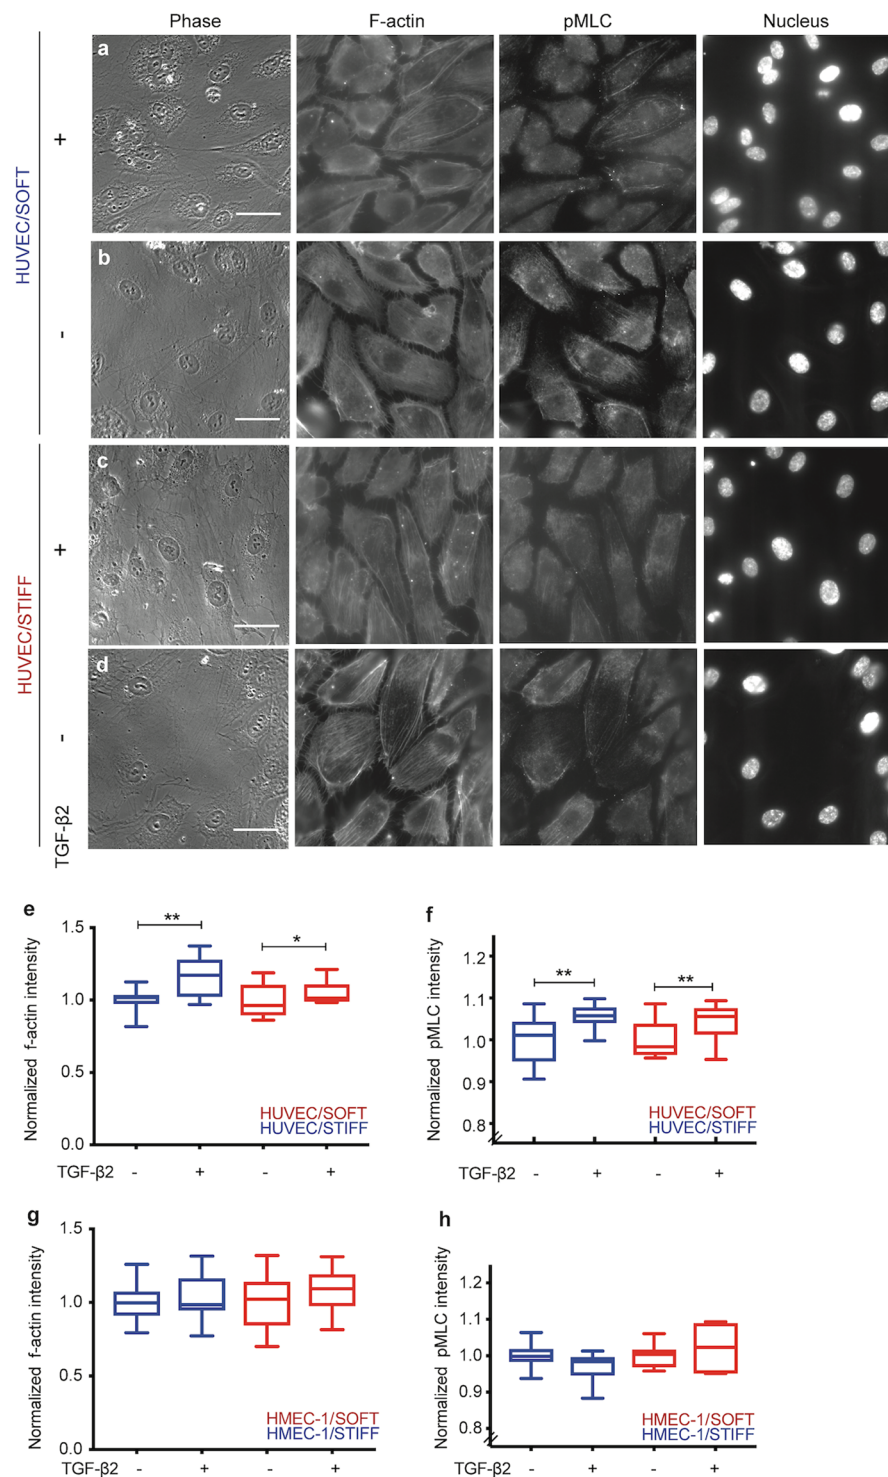 Phase F-actin pMLC Nucleus
HUVEC/SOFT
HUVEC/STIFF
TGF-β2
a
+
b
-
c
+
d
-
e
Normalized f-actin intensity
1.5
1.0
0.5
0.0
**
*
HUVEC/SOFT
HUVEC/STIFF
TGF-β2 - + - +
f
Normalized pMLC intensity
1.2
1.1
1.0
0.9
0.8
**
**
HUVEC/SOFT
HUVEC/STIFF
TGF-β2 - + - +
g
Normalized f-actin intensity
1.5
1.0
0.5
0.0
HMEC-1/SOFT
HMEC-1/STIFF
TGF-β2 - + - +
h
Normalized pMLC intensity
1.2
1.1
1.0
0.9
0.8
HMEC-1/SOFT
HMEC-1/STIFF
TGF-β2 - + - +